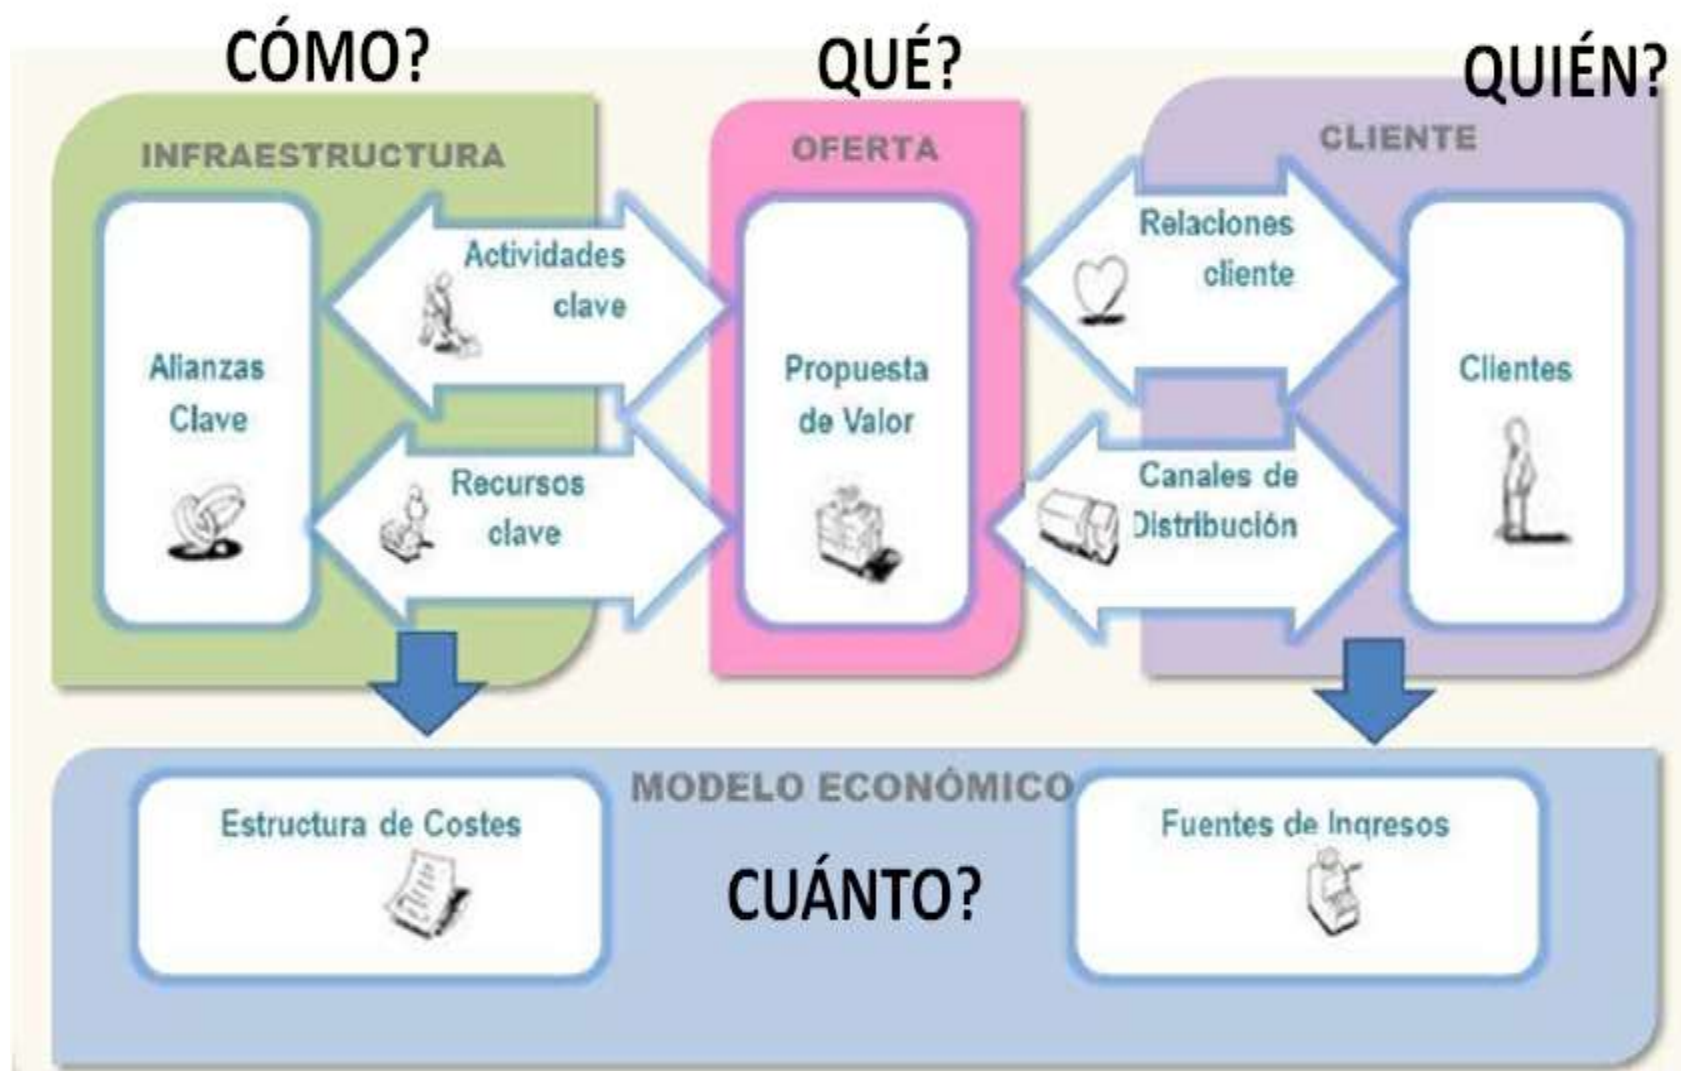 CÓMO?
QUÉ?
QUIÉN?
INFRAESTRUCTURA
OFERTA
CLIENTE
Alianzas
Clave
Actividades
clave
Recursos
clave
Propuesta
de Valor
Relaciones
cliente
Canales de
Distribución
Clientes
MODELO ECONÓMICO
Estructura de Costes
CUÁNTO?
Fuentes de Ingresos